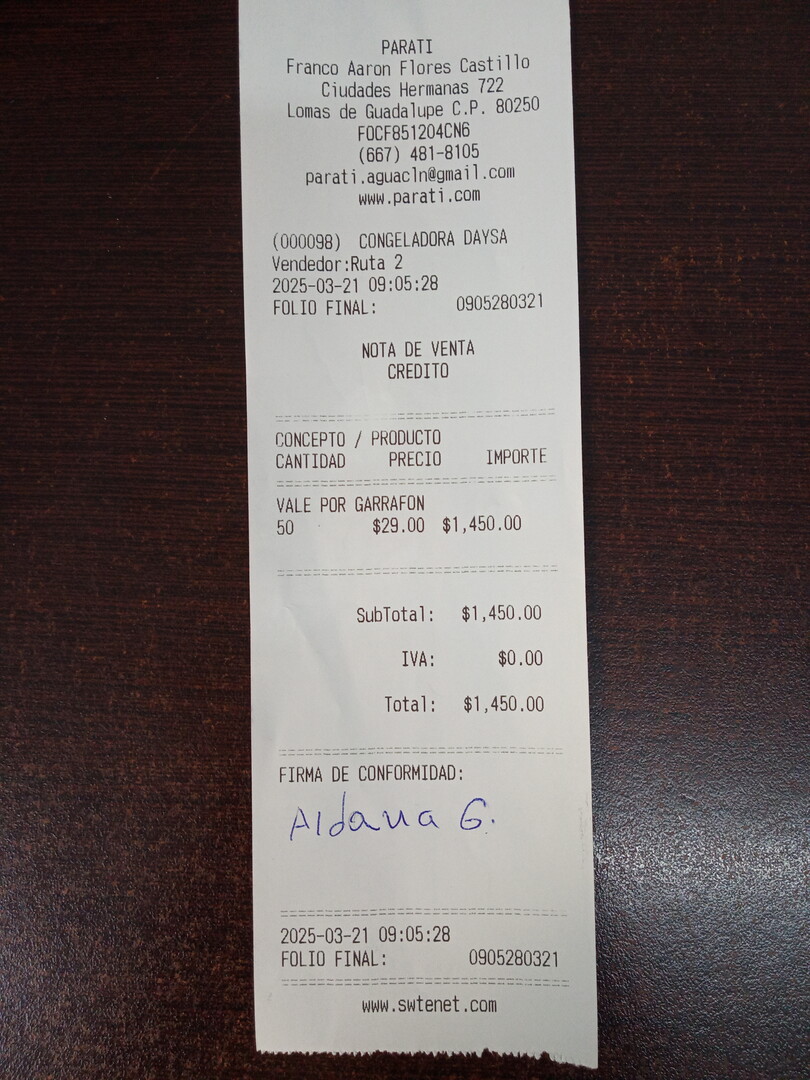 PARATI
Franco Aaron Flores Castillo
Ciudades Hermanas 722
Lomas de Guadalupe C.P. 80250
FOCF851204CN6
(667) 481-8105
parati.aguacln@gmail.com
www.parati.com
(000098) CONGELADORA DAYSA
Vendedor:Ruta 2
2025-03-21 09:05:28
FOLIO FINAL: 0905280321
NOTA DE VENTA
CREDITO
CONCEPTO / PRODUCTO
CANTIDAD PRECIO IMPORTE
VALE POR GARRAFON
50 $29.00 $1,450.00
SubTotal: $1,450.00
IVA: $0.00
Total: $1,450.00
FIRMA DE CONFORMIDAD:
Aldana G.
2025-03-21 09:05:28
FOLIO FINAL: 0905280321
www.swtenet.com